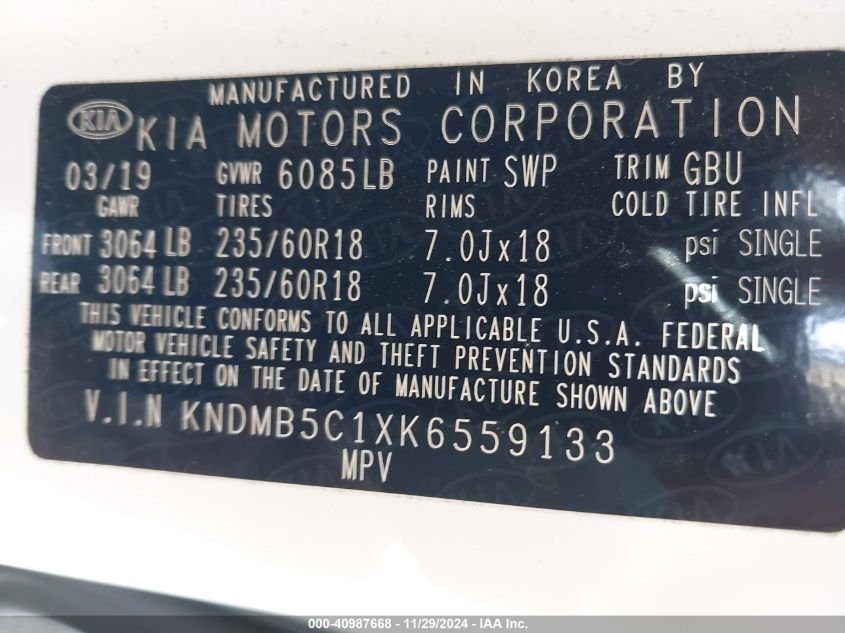 MANUFACTURED IN KOREA BY
KIA KIA MOTORS CORPORATION
03/19 GVWR 6085LB PAINT SWP TRIM GBU
GAWR TIRES RIMS COLD TIRE INFL
FRONT 3064 LB 235/60R18 7.0Jx18 psi SINGLE
REAR 3064 LB 235/60R18 7.0Jx18 psi SINGLE
THIS VEHICLE CONFORMS TO ALL APPLICABLE U.S.A. FEDERAL
MOTOR VEHICLE SAFETY AND THEFT PREVENTION STANDARDS
IN EFFECT ON THE DATE OF MANUFACTURE SHOWN ABOVE
V.I.N KNDMB5C1XK6559133
MPV
000-40987668 - 11/29/2024 - IAA Inc.